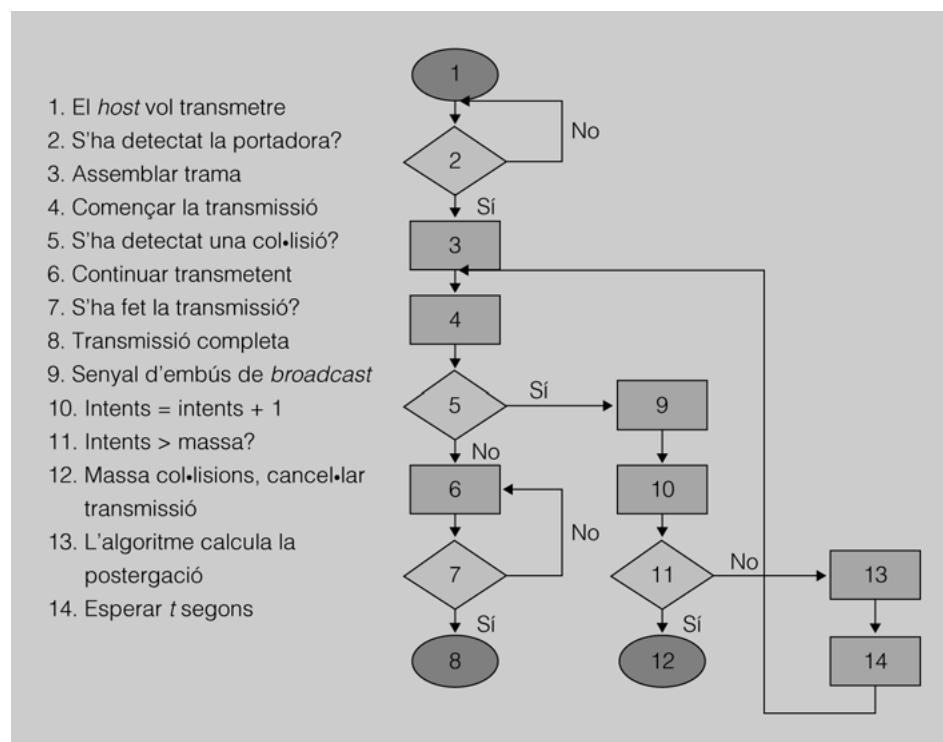 1. El host vol transmetre
2. S'ha detectat la portadora?
3. Assemblar trama
4. Començar la transmissió
5. S'ha detectat una col•lisió?
6. Continuar transmetent
7. S'ha fet la transmissió?
8. Transmissió completa
9. Senyal d'embús de broadcast
10. Intents = intents + 1
11. Intents > massa?
12. Massa col•lisions, cancel•lar
transmissió
13. L'algoritme calcula la
postergació
14. Esperar t segons
1
No
2
Sí
3
4
5
Sí
9
No
6
10
No
7
11
No
13
Sí
Sí
8
12
14